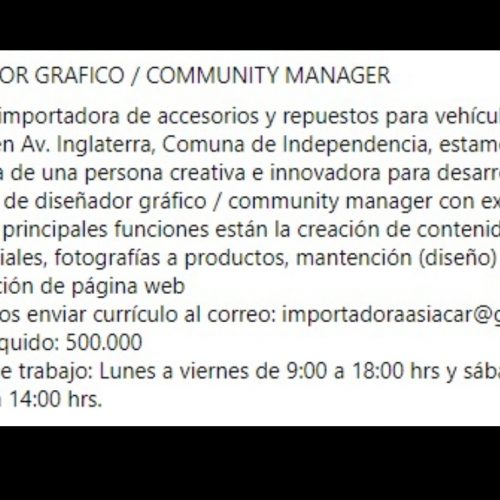 OR GRAFICO / COMMUNITY MANAGER
importadora de accesorios y repuestos para vehícul
en Av. Inglaterra, Comuna de Independencia, estamo
a de una persona creativa e innovadora para desarro
de diseñador gráfico / community manager con ex
principales funciones están la creación de contenid
iales, fotografías a productos, mantención (diseño)
ción de página web
os enviar currículo al correo: importadoraasiacar@g
quido: 500.000
e trabajo: Lunes a viernes de 9:00 a 18:00 hrs y sába
14:00 hrs.